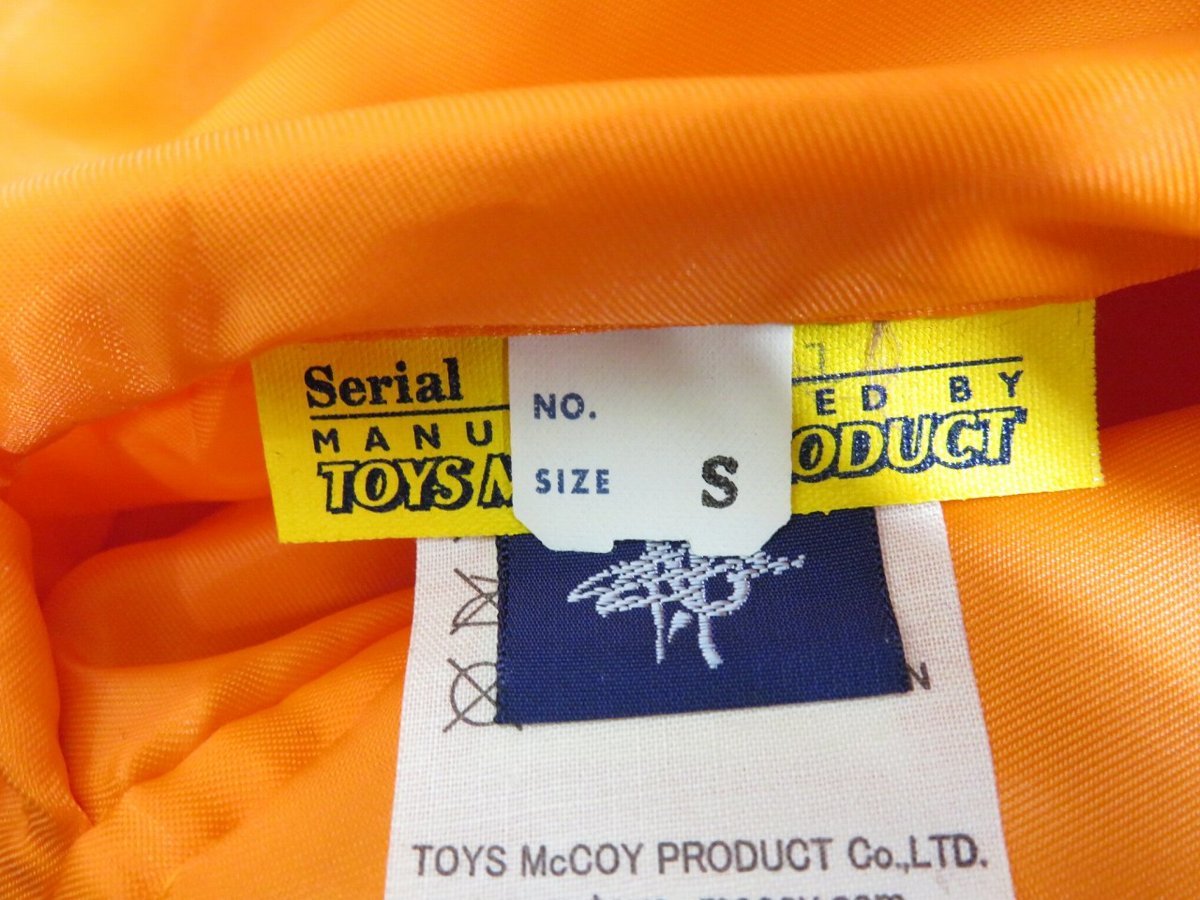 Serial
MANU ED BY
TOYS M ODUCT
NO.
SIZE S
N
TOYS McCOY PRODUCT Co.,LTD.